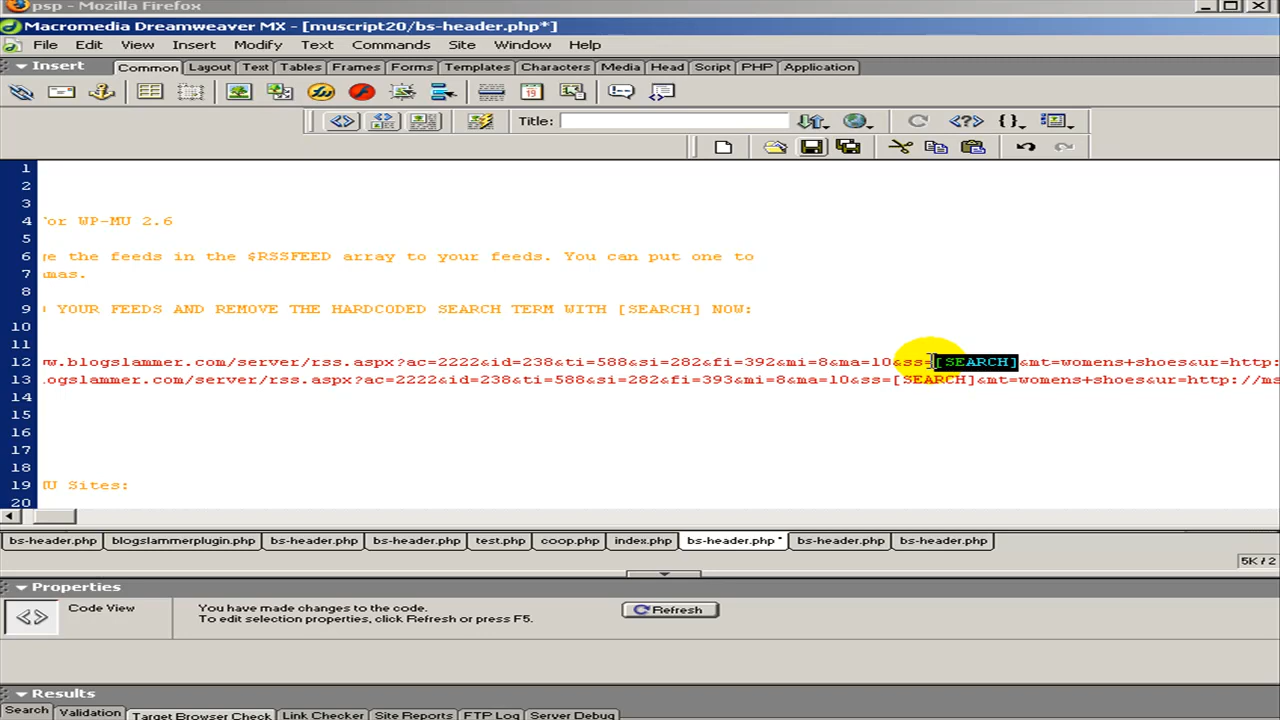 psp - Mozilla Firefox
Macromedia Dreamweaver MX - [muscript20/bs-header.php*]
File Edit View Insert Modify Text Commands Site Window Help
Insert Common Layout Text Tables Frames Forms Templates Characters Media Head Script PHP Application
Title:
1
2
3
4 or WP-MU 2.6
5
6 ge the feeds in the $RSSFEED array to your feeds. You can put one to
7 mas.
8
9 YOUR FEEDS AND REMOVE THE HARDCODED SEARCH TERM WITH [SEARCH] NOW:
10
11
12 w.blogslammer.com/server/rss.aspx?ac=2222&id=238&ti=588&si=282&fi=392&mi=8&ma=10&ss=[SEARCH]&mt=womens+shoes&ur=http:
13 ogslammer.com/server/rss.aspx?ac=2222&id=238&ti=588&si=282&fi=393&mi=8&ma=10&ss=[SEARCH]&mt=womens+shoes&ur=http://ms
14
15
16
17
18
19 U Sites:
20
bs-header.php blogslammerplugin.php bs-header.php bs-header.php test.php coop.php index.php bs-header.php* bs-header.php bs-header.php
5K / 2
Properties
Code View You have made changes to the code. Refresh
To edit selection properties, click Refresh or press F5.
Results
Search Validation Target Browser Check Link Checker Site Reports FTP Log Server Debug